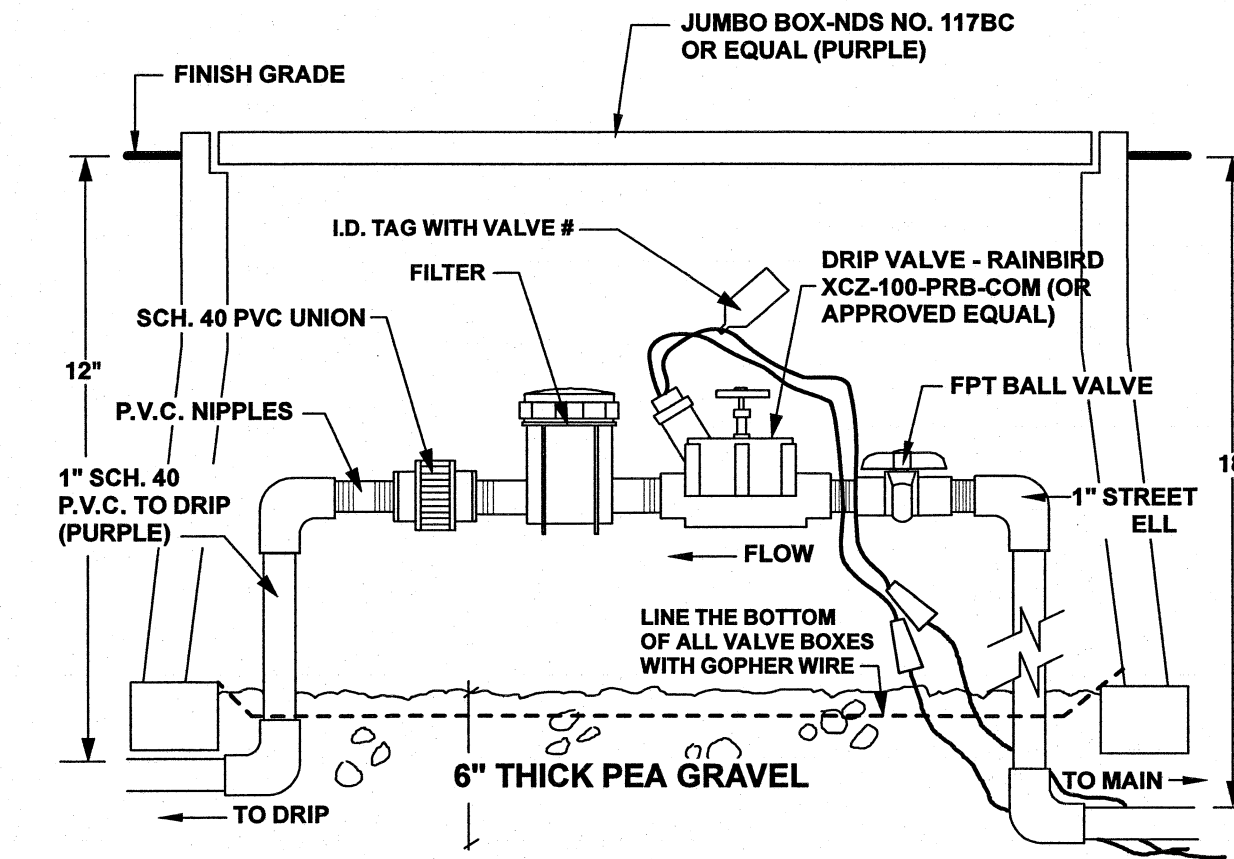 JUMBO BOX-NDS NO. 117BC
OR EQUAL (PURPLE)
FINISH GRADE
I.D. TAG WITH VALVE #
FILTER
DRIP VALVE - RAINBIRD
XCZ-100-PRB-COM (OR
APPROVED EQUAL)
SCH. 40 PVC UNION
12"
FPT BALL VALVE
P.V.C. NIPPLES
1" SCH. 40
P.V.C. TO DRIP
(PURPLE)
1" STREET
ELL
FLOW
LINE THE BOTTOM
OF ALL VALVE BOXES
WITH GOPHER WIRE
6" THICK PEA GRAVEL
TO MAIN
TO DRIP